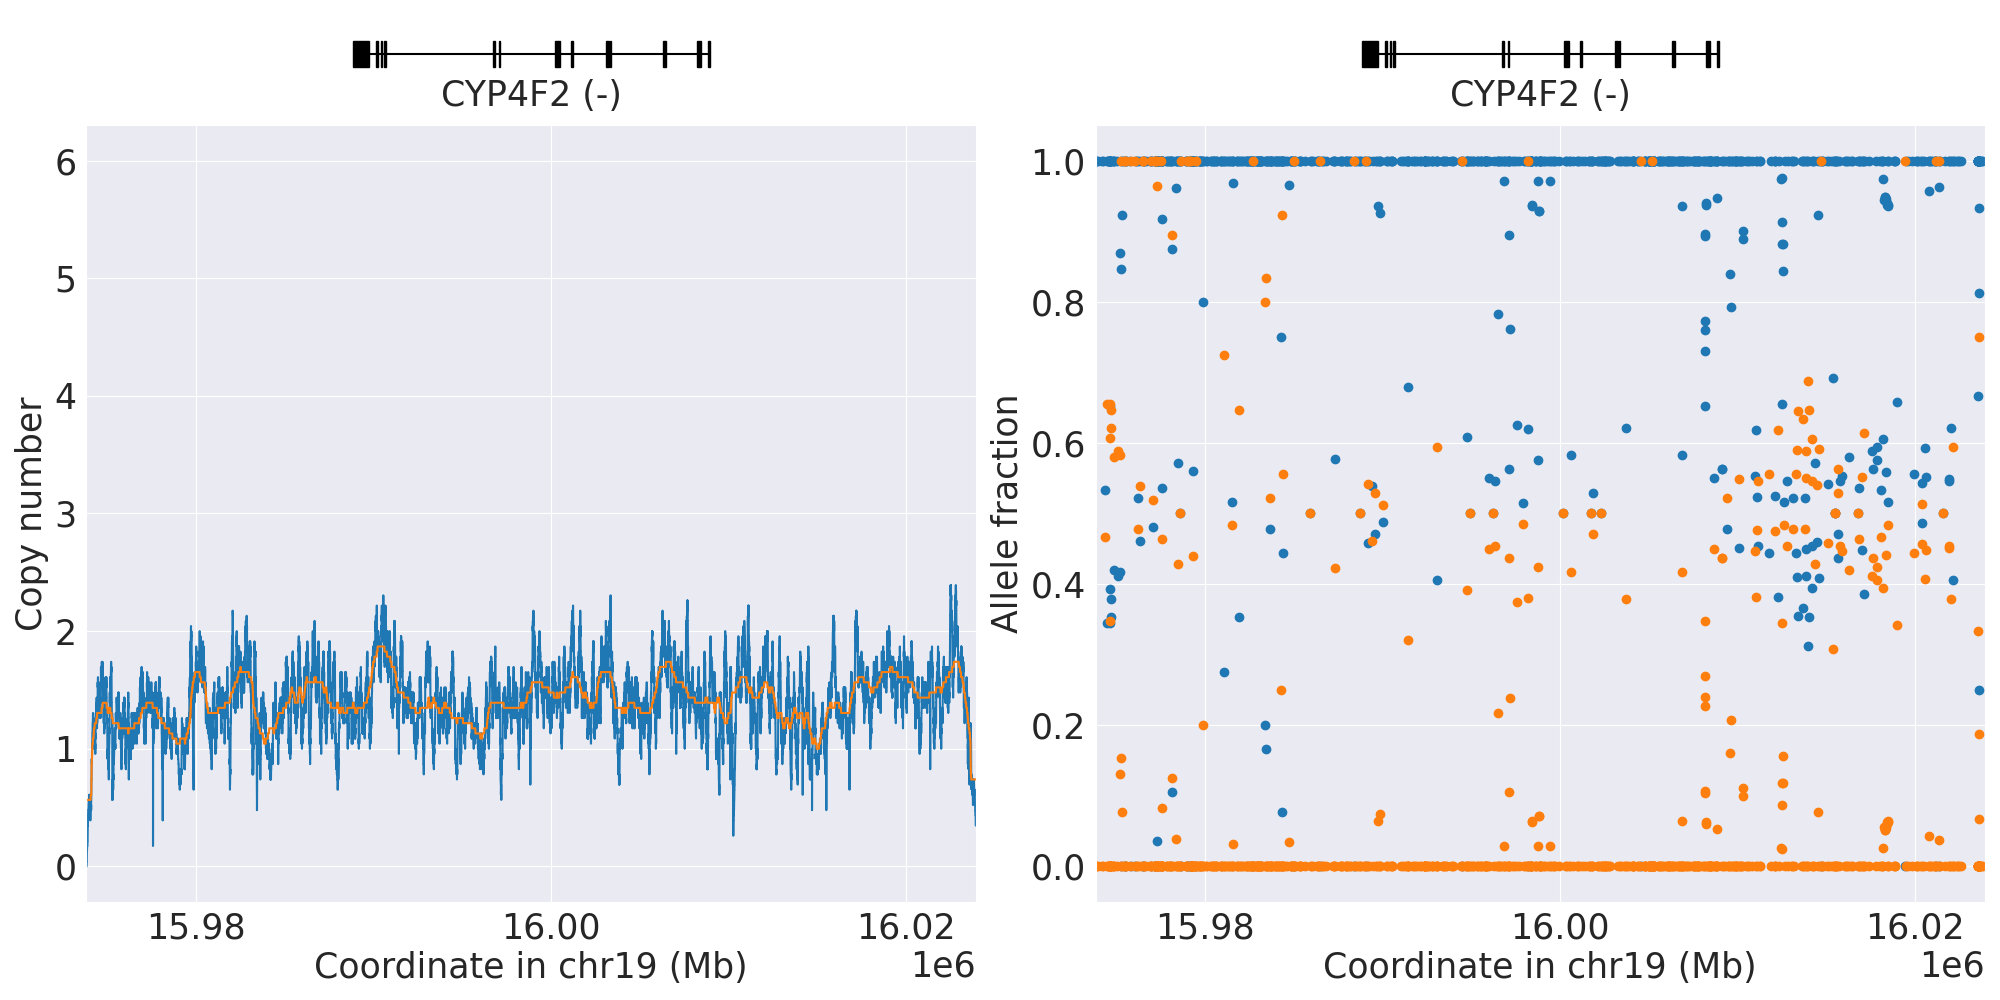 CYP4F2 (-)
Copy number
6
5
4
3
2
1
0
15.98
16.00
16.02
Coordinate in chr19 (Mb)
1e6
CYP4F2 (-)
Allele fraction
1.0
0.8
0.6
0.4
0.2
0.0
15.98
16.00
16.02
Coordinate in chr19 (Mb)
1e6